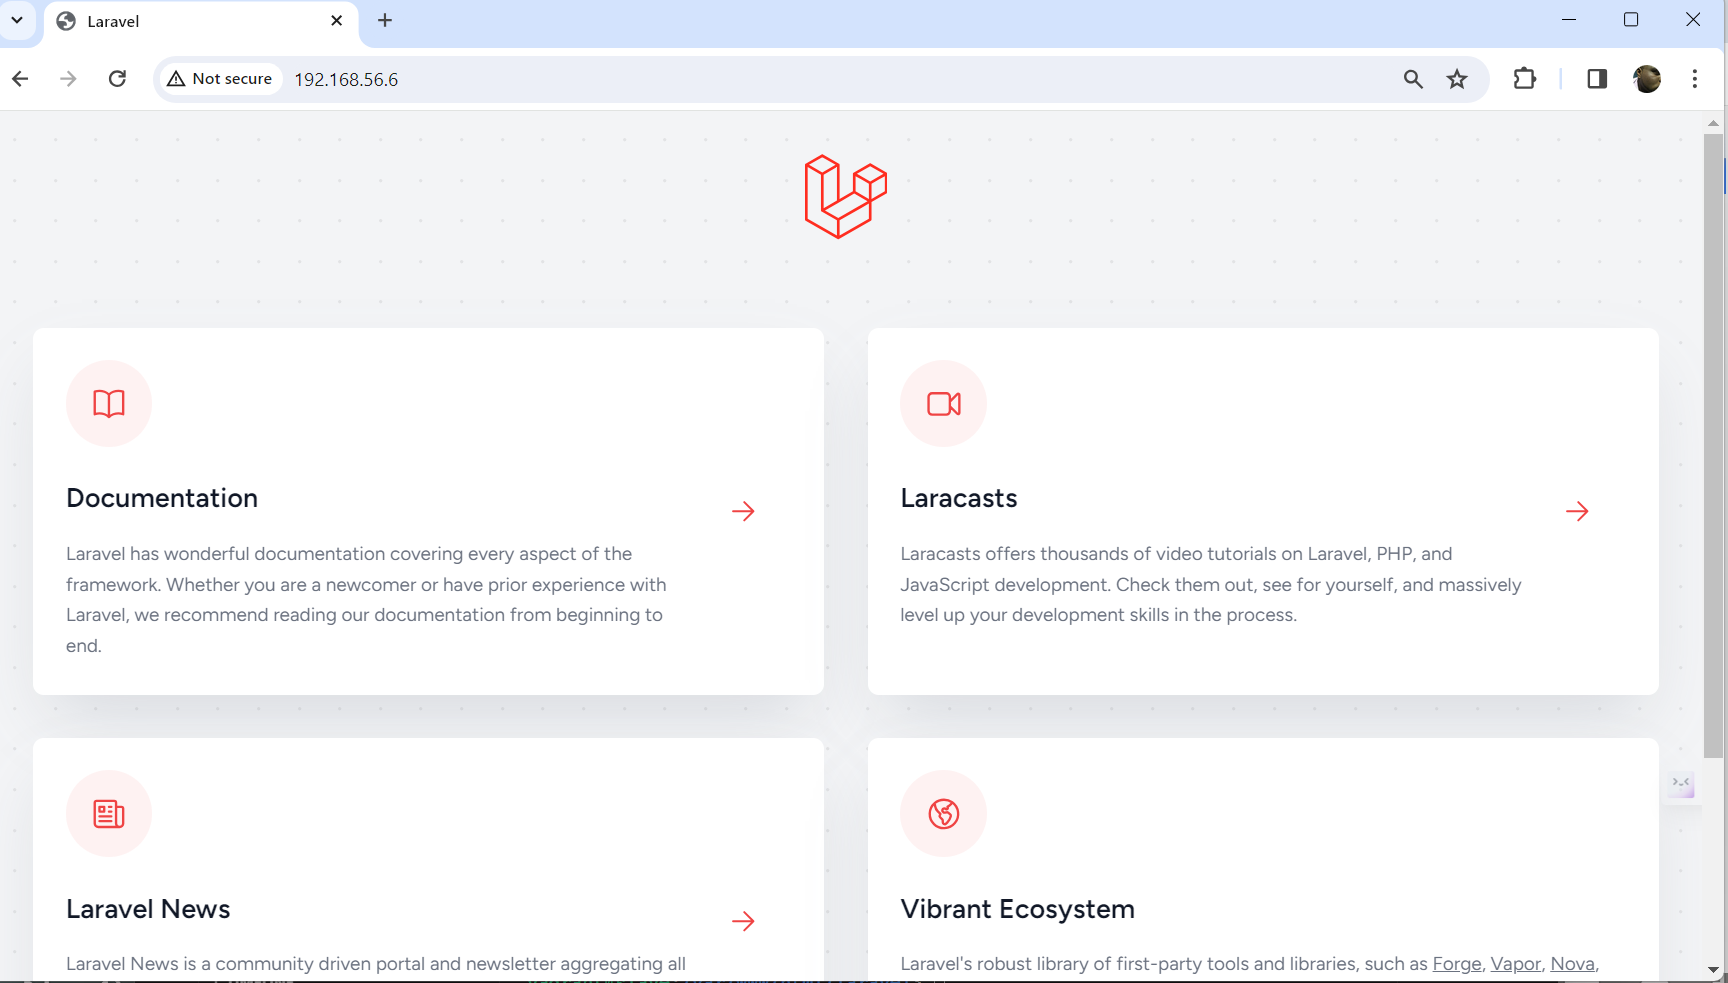 Laravel
Not secure
192.168.56.6
Documentation
Laravel has wonderful documentation covering every aspect of the
framework. Whether you are a newcomer or have prior experience with
Laravel, we recommend reading our documentation from beginning to
end.
Laracasts
Laracasts offers thousands of video tutorials on Laravel, PHP, and
JavaScript development. Check them out, see for yourself, and massively
level up your development skills in the process.
Laravel News
Laravel News is a community driven portal and newsletter aggregating all
Vibrant Ecosystem
Laravel's robust library of first-party tools and libraries, such as Forge, Vapor, Nova,